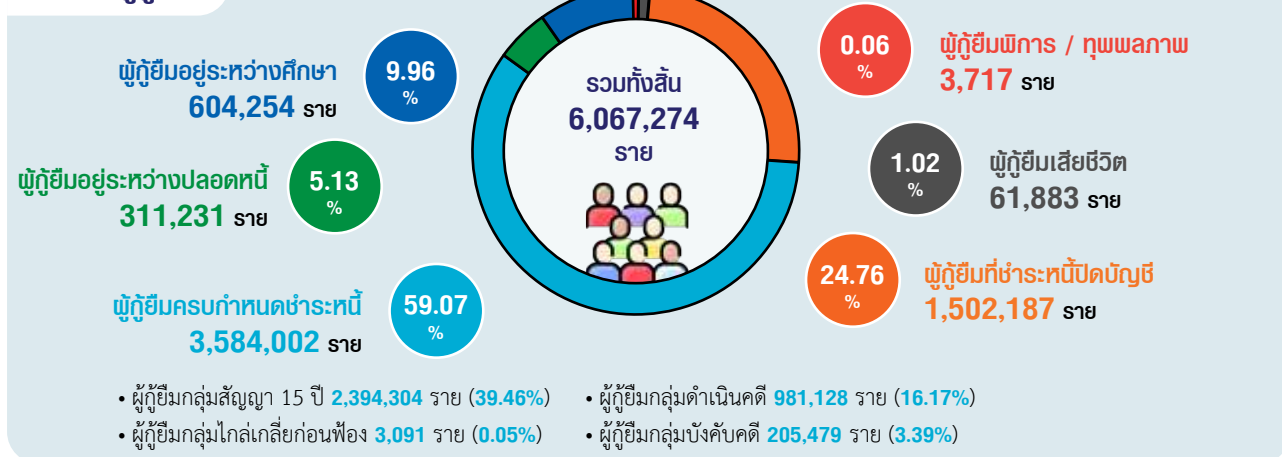 ผู้กู้ยืมอยู่ระหว่างศึกษา
604,254 ราย
9.96
%
ผู้กู้ยืมอยู่ระหว่างปลอดหนี้
311,231 ราย
5.13
%
ผู้กู้ยืมครบกำหนดชำระหนี้
3,584,002 ราย
59.07
%
รวมทั้งสิ้น
6,067,274
ราย
0.06
%
ผู้กู้ยืมพิการ / ทุพพลภาพ
3,717 ราย
1.02
%
ผู้กู้ยืมเสียชีวิต
61,883 ราย
24.76
%
ผู้กู้ยืมที่ชำระหนี้ปิดบัญชี
1,502,187 ราย
• ผู้กู้ยืมกลุ่มสัญญา 15 ปี 2,394,304 ราย (39.46%)
• ผู้กู้ยืมกลุ่มไกล่เกลี่ยก่อนฟ้อง 3,091 ราย (0.05%)
• ผู้กู้ยืมกลุ่มดำเนินคดี 981,128 ราย (16.17%)
• ผู้กู้ยืมกลุ่มบังคับคดี 205,479 ราย (3.39%)